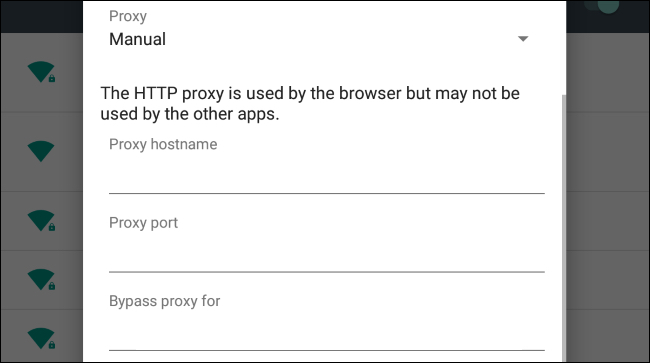 Proxy
Manual
The HTTP proxy is used by the browser but may not be
used by the other apps.
Proxy hostname
Proxy port
Bypass proxy for